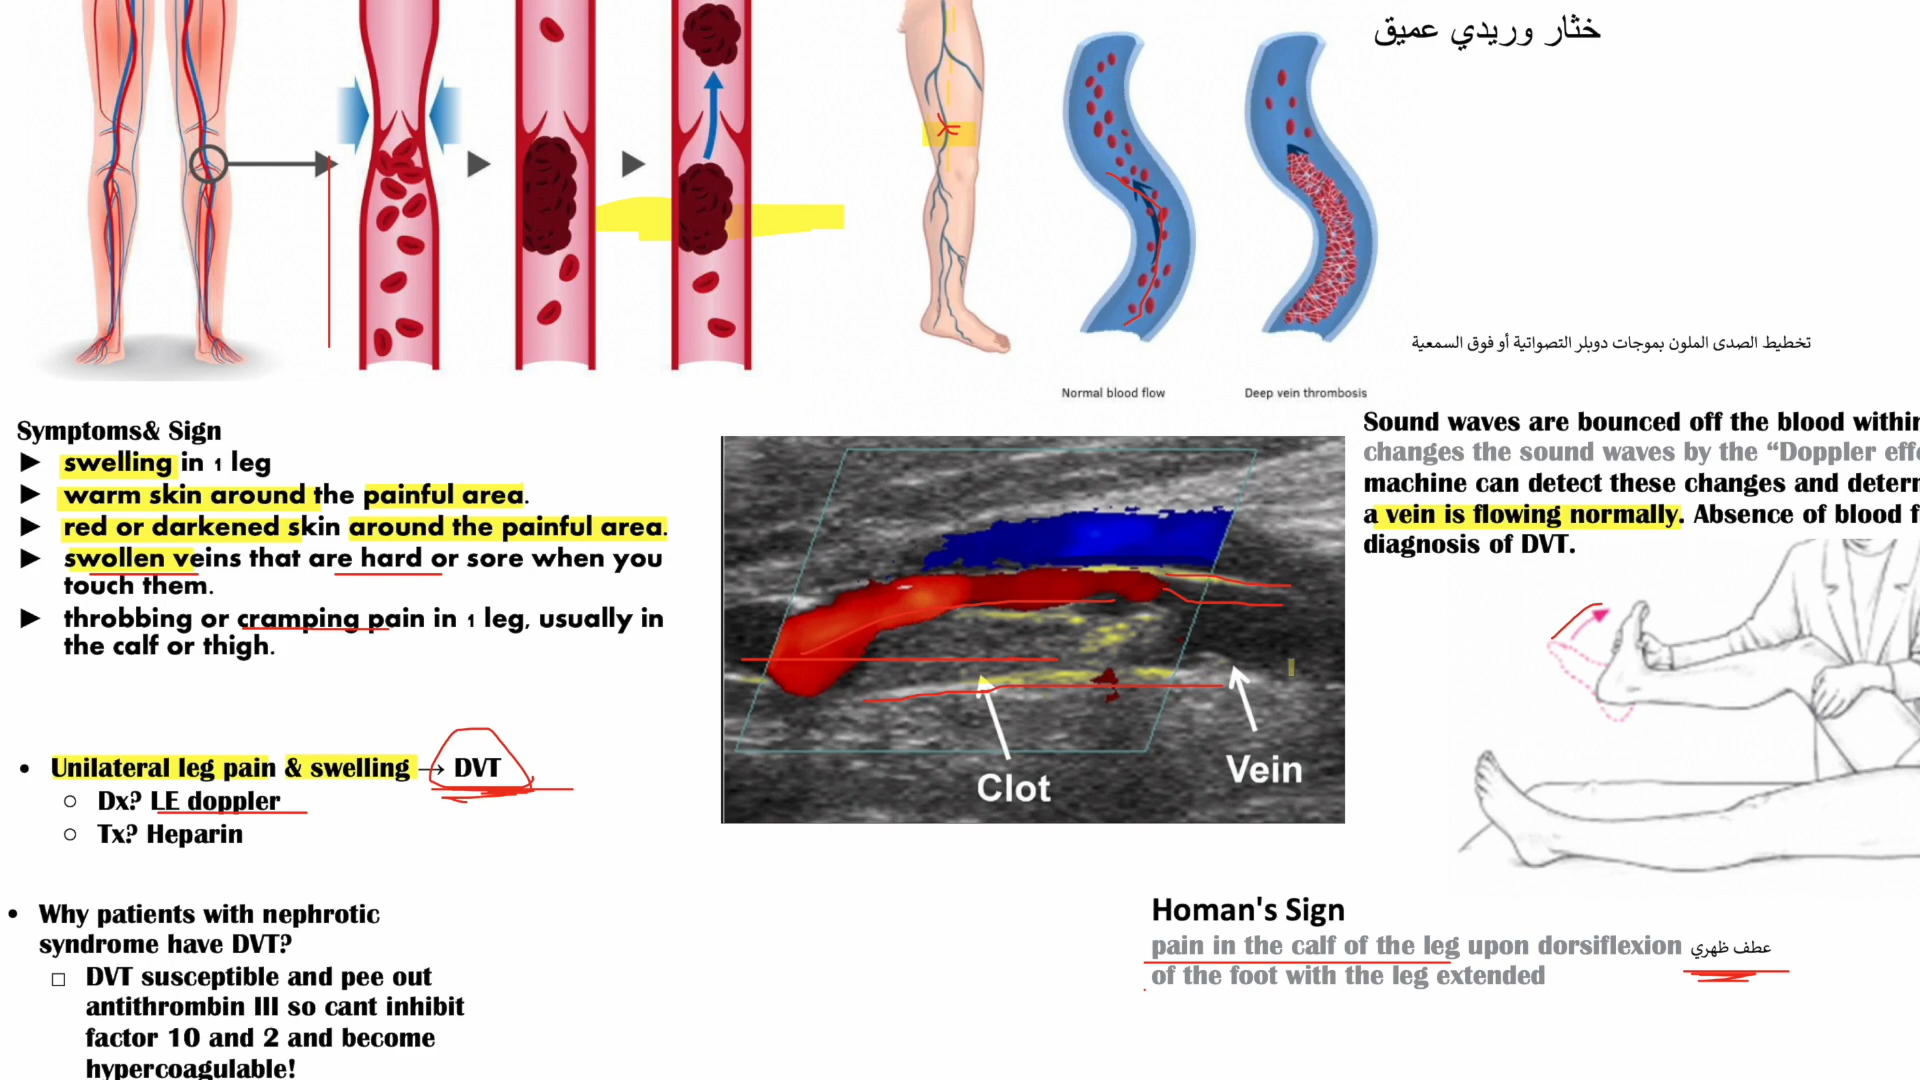 خثار وريدي عميق
Normal blood flow
Deep vein thrombosis
تخطيط الصدى الملون بموجات دوبلر التصواتية أو فوق السمعية
Symptoms& Sign
► swelling in 1 leg
► warm skin around the painful area.
► red or darkened skin around the painful area.
► swollen veins that are hard or sore when you
touch them.
► throbbing or cramping pain in 1 leg, usually in
the calf or thigh.
• Unilateral leg pain & swelling → DVT
○ Dx? LE doppler
○ Tx? Heparin
• Why patients with nephrotic
syndrome have DVT?
□ DVT susceptible and pee out
antithrombin III so cant inhibit
factor 10 and 2 and become
hypercoagulable!
Clot
Vein
Sound waves are bounced off the blood within
changes the sound waves by the “Doppler effe
machine can detect these changes and determ
a vein is flowing normally. Absence of blood f
diagnosis of DVT.
Homan's Sign
pain in the calf of the leg upon dorsiflexion عطف ظهري
of the foot with the leg extended